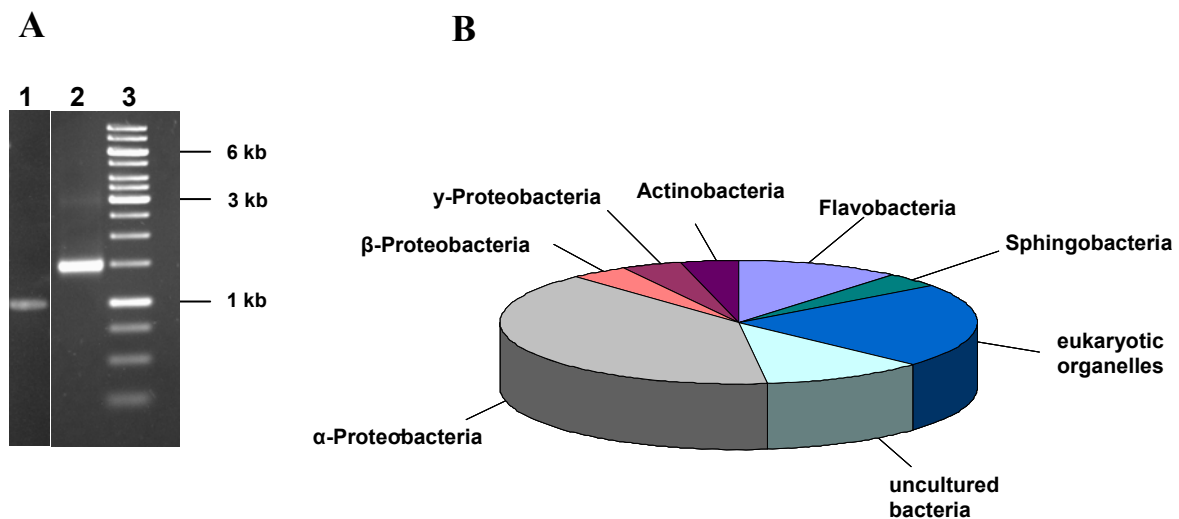 A
B
1 2 3
6 kb
3 kb
1 kb
y-Proteobacteria
Actinobacteria
Flavobacteria
β-Proteobacteria
Sphingobacteria
eukaryotic
organelles
α-Proteobacteria
uncultured
bacteria